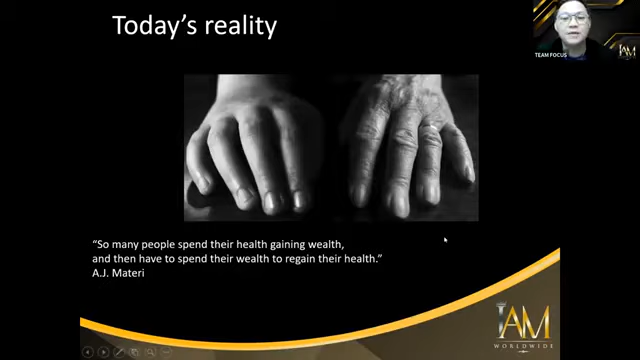 Today's reality
TEAM FOCUS
IAM
"So many people spend their health gaining wealth,
and then have to spend their wealth to regain their health."
A.J. Materi
IAM
WORLDWIDE